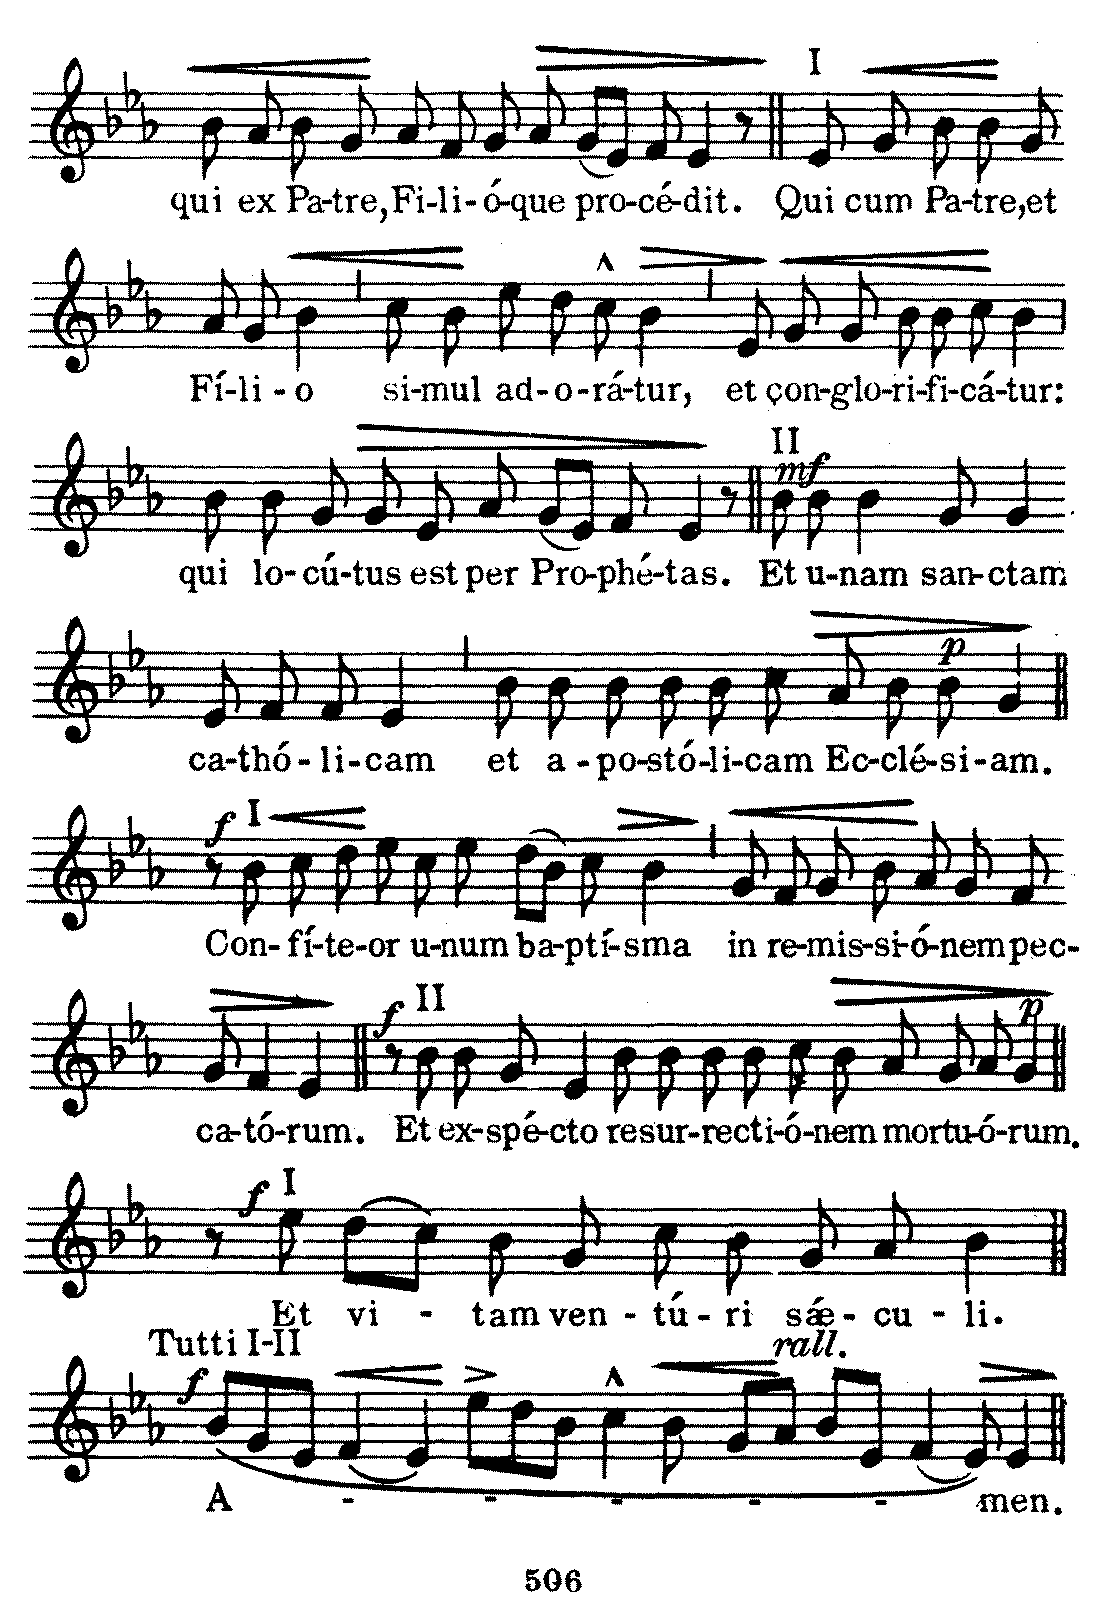 I
qui ex Pa-tre, Fi-li-ó-que pro-cé-dit. Qui cum Pa-tre, et
Fí-li-o si-mul ad-o-rá-tur, et con-glo-ri-fi-cá-tur:
II
mf
qui lo-cú-tus est per Pro-phé-tas. Et u-nam san-ctam
p
ca-thó-li-cam et a-po-stó-li-cam Ec-clé-si-am.
f I
Con-fí-te-or u-num ba-ptí-sma in re-mis-si-ó-nem pec-
f II p
ca-tó-rum. Et ex-spé-cto resur-recti-ó-nem mortu-ó-rum.
f I
Et vi - tam ven-tú-ri sǽ-cu-li.
Tutti I-II rall.
f
A - - - - - men.
506